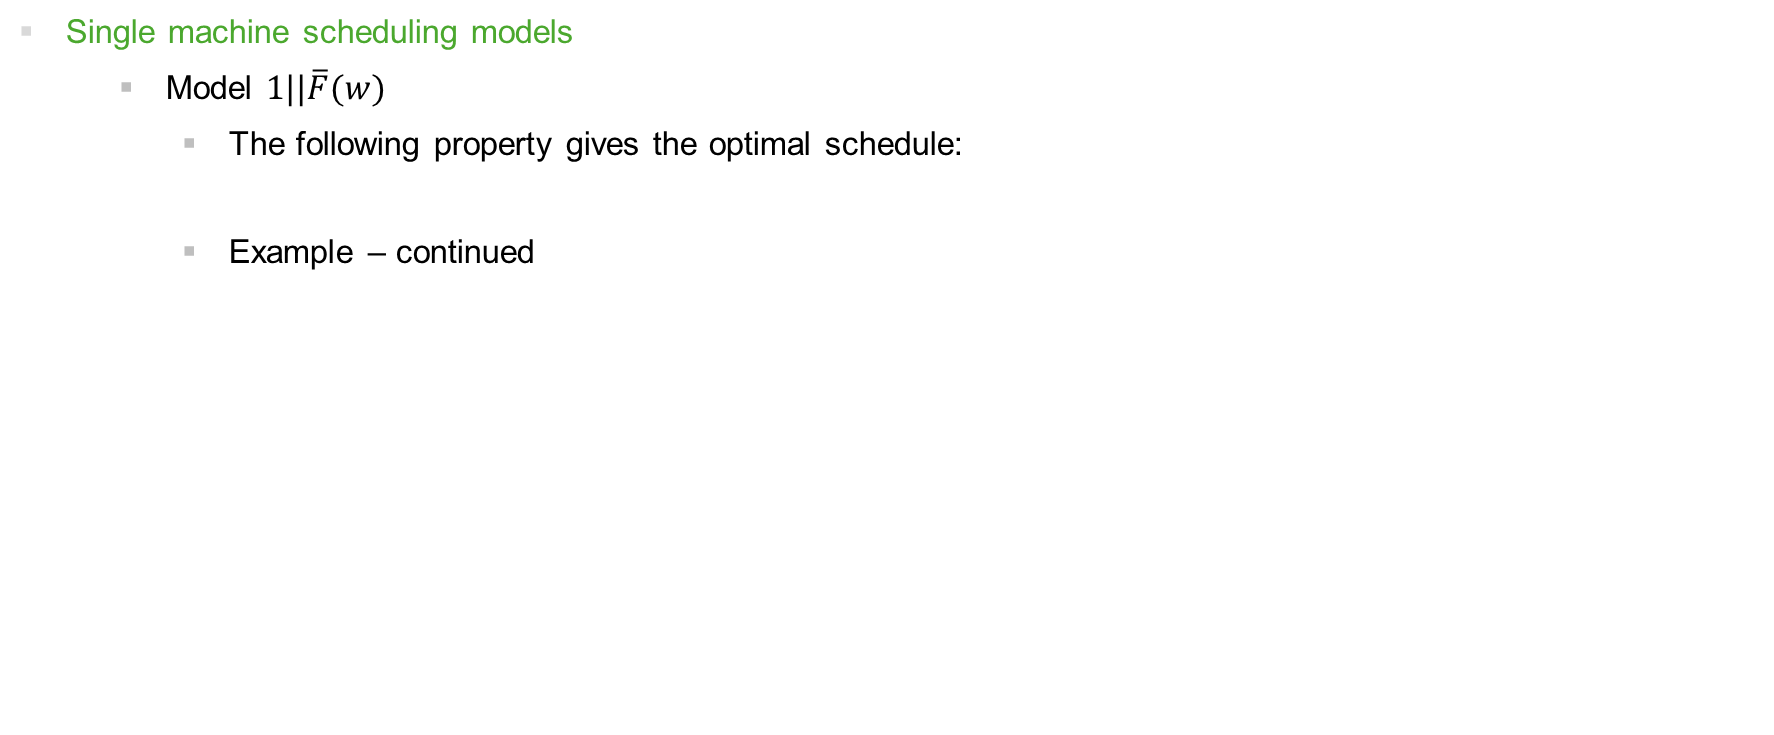 Single machine scheduling models
Model 1||F̄(w)
The following property gives the optimal schedule:
Example – continued